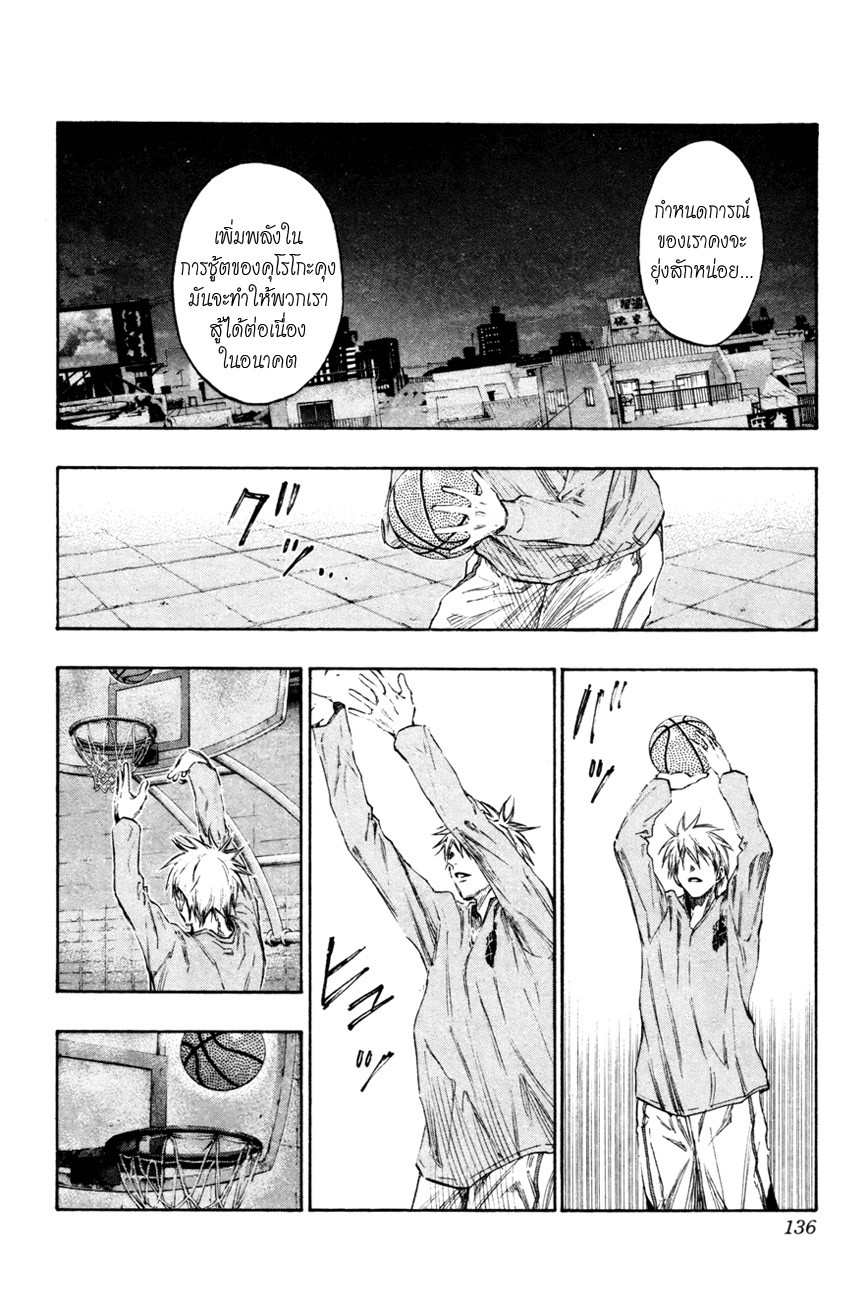 กำหนดการณ์
ของเราคงจะ
ยุ่งสักหน่อย...
เพิ่มพลังใน
การชู้ตของคุโรโกะคุง
มันจะทำให้พวกเรา
สู้ได้ต่อเนื่อง
ในอนาคต
グッ...
バッ
ヒュッ
136